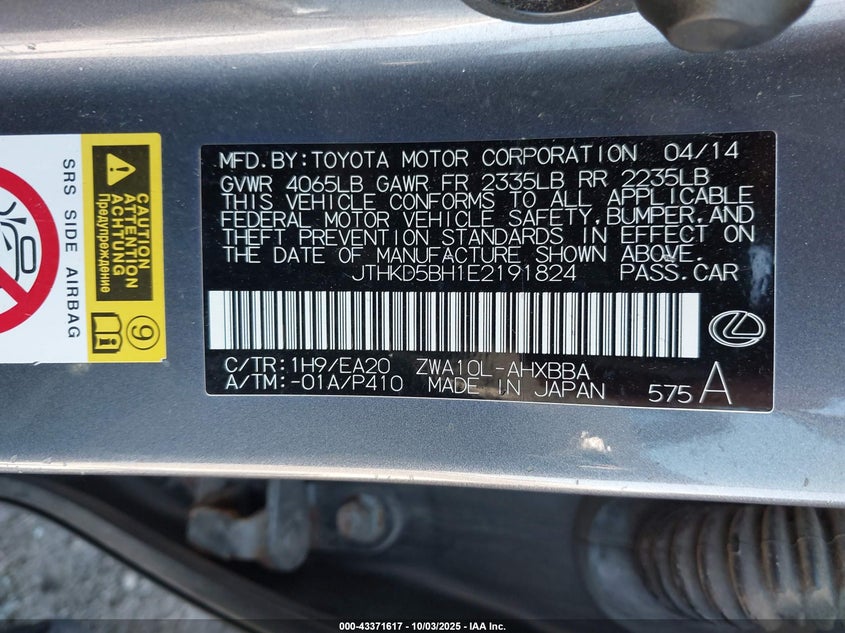 SRS SIDE AIRBAG
CAUTION
ATTENTION
ACHTUNG
Предупреждение
9
MFD.BY:TOYOTA MOTOR CORPORATION 04/14
GVWR 4065LB GAWR FR 2335LB RR 2235LB
THIS VEHICLE CONFORMS TO ALL APPLICABLE
FEDERAL MOTOR VEHICLE SAFETY,BUMPER,AND
THEFT PREVENTION STANDARDS IN EFFECT ON
THE DATE OF MANUFACTURE SHOWN ABOVE.
JTHKD5BH1E2191824 PASS.CAR
C/TR:1H9/EA20 ZWA10L-AHXBBA
A/TM:-01A/P410 MADE IN JAPAN 575 A
000-43371617 - 10/03/2025 - IAA Inc.